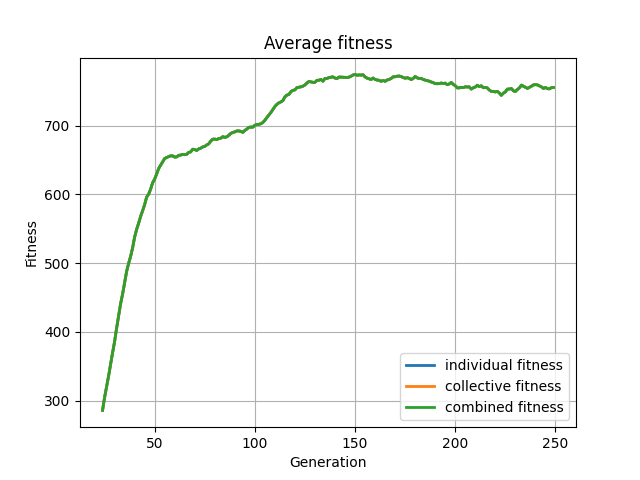 Average fitness
Fitness
700
600
500
400
300
50
100
150
200
250
Generation
individual fitness
collective fitness
combined fitness